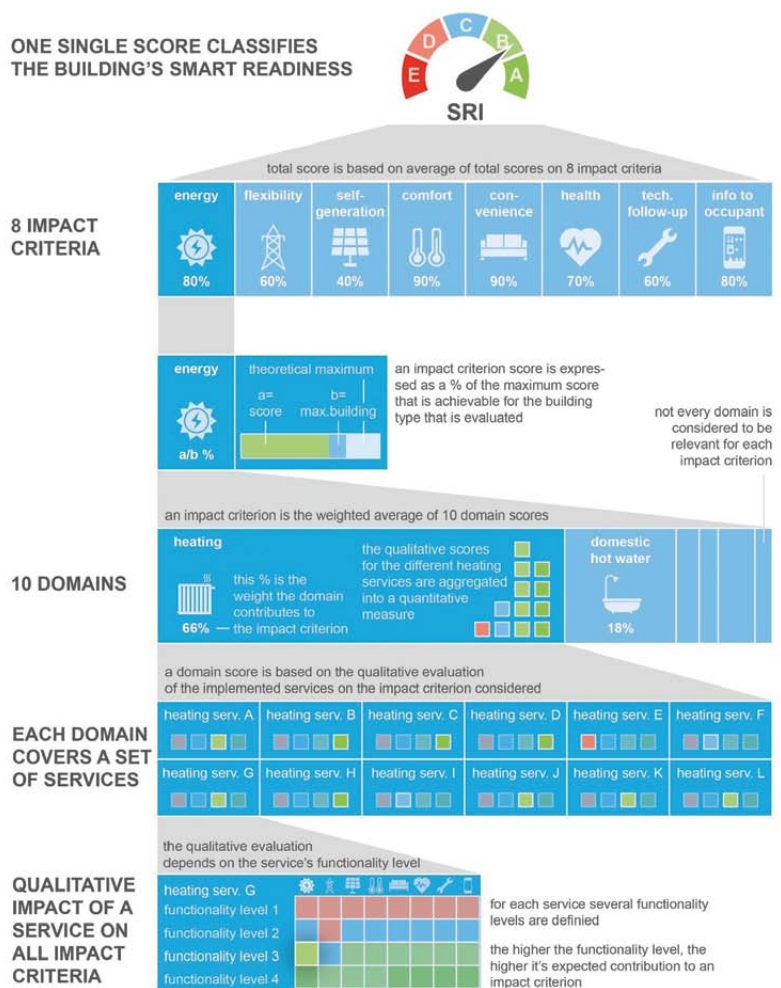 ONE SINGLE SCORE CLASSIFIES
THE BUILDING'S SMART READINESS
E
D
C
B
A
SRI
total score is based on average of total scores on 8 impact criteria
8 IMPACT
CRITERIA
energy
80%
flexibility
60%
self-
generation
40%
comfort
90%
con-
venience
90%
health
70%
tech.
follow-up
60%
info to
occupant
80%
energy
a/b %
theoretical maximum
a=
score
b=
max.building
an impact criterion score is expres-
sed as a % of the maximum score
that is achievable for the building
type that is evaluated
not every domain is
considered to be
relevant for each
impact criterion
an impact criterion is the weighted average of 10 domain scores
10 DOMAINS
heating
66%
this % is the
weight the domain
contributes to
the impact criterion
the qualitative scores
for the different heating
services are aggregated
into a quantitative
measure
domestic
hot water
18%
a domain score is based on the qualitative evaluation
of the implemented services on the impact criterion considered
EACH DOMAIN
COVERS A SET
OF SERVICES
heating serv. A
heating serv. B
heating serv. C
heating serv. D
heating serv. E
heating serv. F
heating serv. G
heating serv. H
heating serv. I
heating serv. J
heating serv. K
heating serv. L
the qualitative evaluation
depends on the service's functionality level
QUALITATIVE
IMPACT OF A
SERVICE ON
ALL IMPACT
CRITERIA
heating serv. G
functionality level 1
functionality level 2
functionality level 3
functionality level 4
for each service several functionality
levels are definied
the higher the functionality level, the
higher it's expected contribution to an
impact criterion